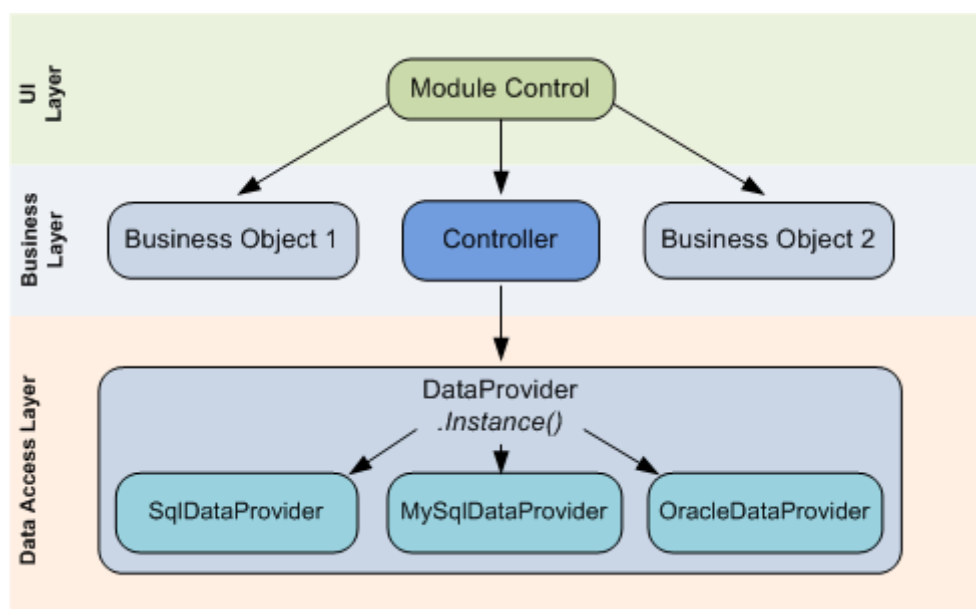 UI
Layer
Module Control
Business
Layer
Business Object 1
Controller
Business Object 2
Data Access Layer
DataProvider
.Instance()
SqlDataProvider
MySqlDataProvider
OracleDataProvider